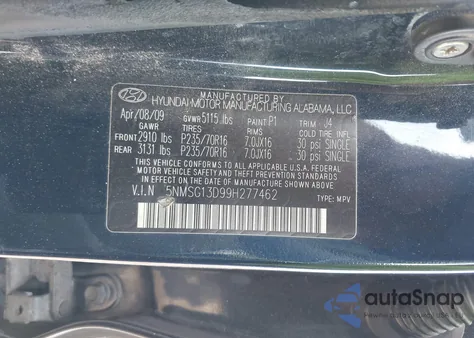 MANUFACTURED BY
HYUNDAI MOTOR MANUFACTURING ALABAMA, LLC
Apr/08/09 GVWR 5115 lbs PAINT P1 TRIM J4
GAWR TIRES RIMS COLD TIRE INFL
FRONT 2910 lbs P235/70R16 7.0JX16 30 psi SINGLE
REAR 3131 lbs P235/70R16 7.0JX16 30 psi SINGLE
THIS VEHICLE CONFORMS TO ALL APPLICABLE U.S.A. FEDERAL
MOTOR VEHICLE SAFETY AND THEFT PREVENTION
STANDARDS IN EFFECT ON THE DATE OF
MANUFACTURE SHOWN ABOVE.
V.I.N 5NMSG13D99H277462 TYPE: MPV
autoSnap